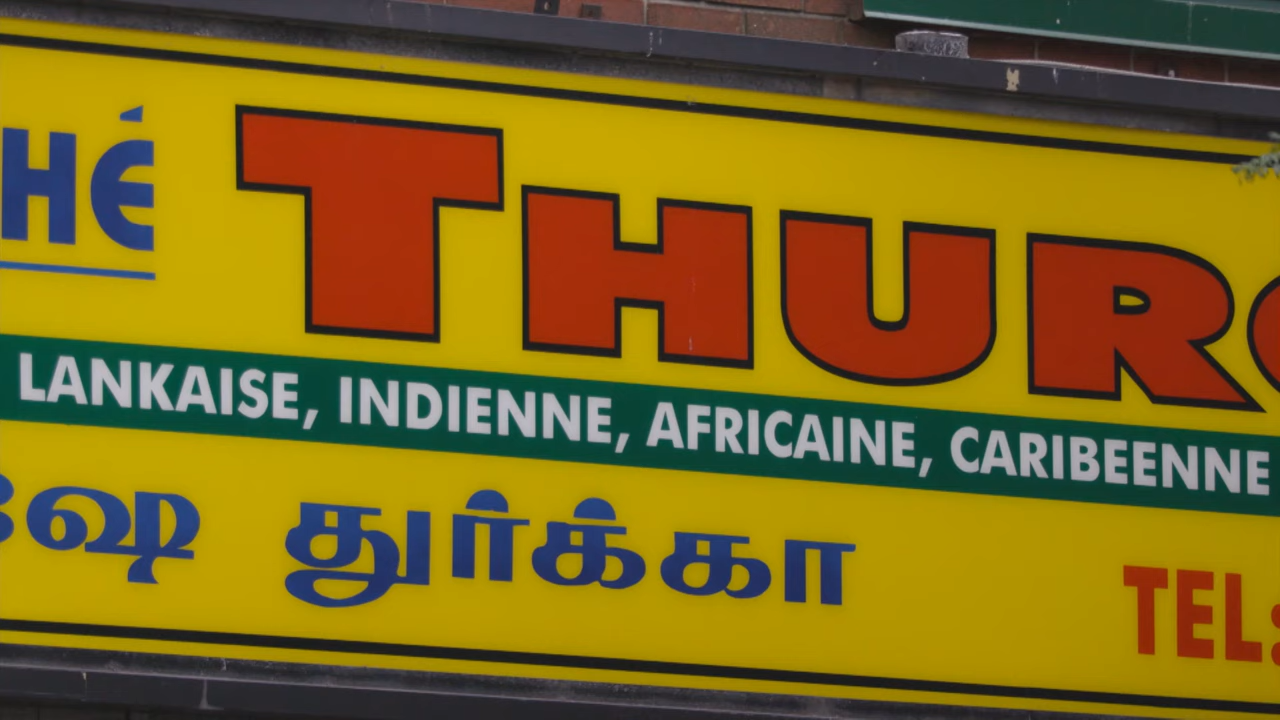 HÉ THUR
LANKAISE, INDIENNE, AFRICAINE, CARIBEENNE
ஷே துர்க்கா
TEL: